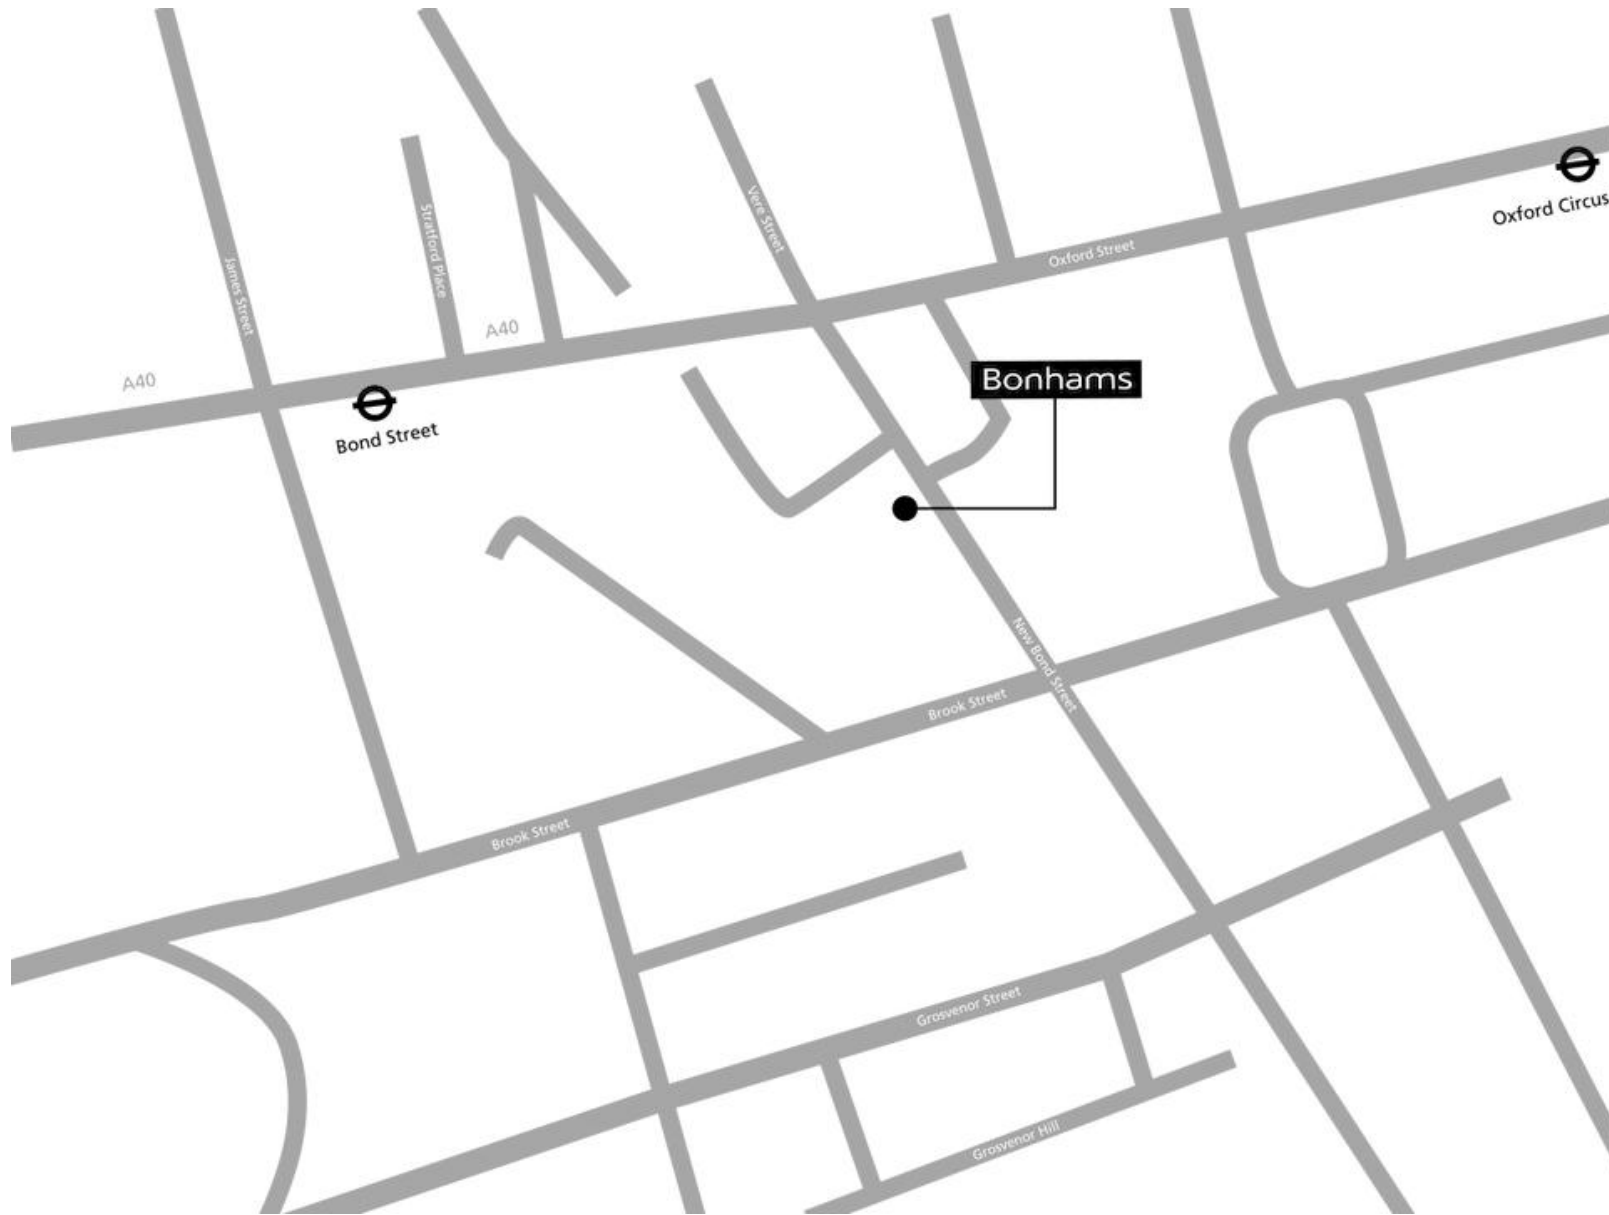 Vere Street
Stratford Place
Oxford Circus
James Street
Oxford Street
A40
A40
Bonhams
Bond Street
New Bond Street
Brook Street
Brook Street
Grosvenor Street
Grosvenor Hill